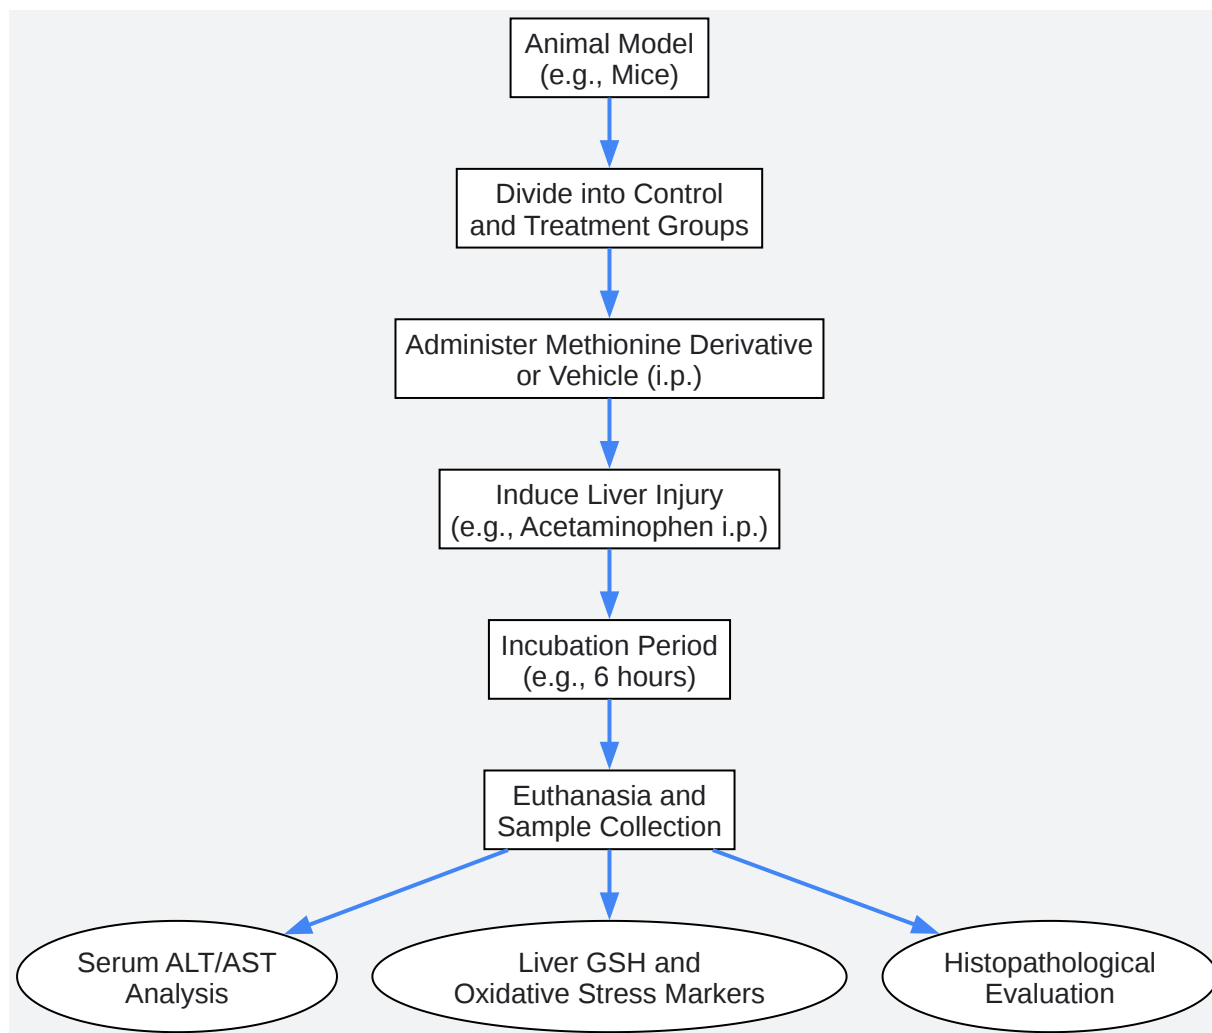 Animal Model
(e.g., Mice)
Divide into Control
and Treatment Groups
Administer Methionine Derivative
or Vehicle (i.p.)
Induce Liver Injury
(e.g., Acetaminophen i.p.)
Incubation Period
(e.g., 6 hours)
Euthanasia and
Sample Collection
Serum ALT/AST
Analysis
Liver GSH and
Oxidative Stress Markers
Histopathological
Evaluation